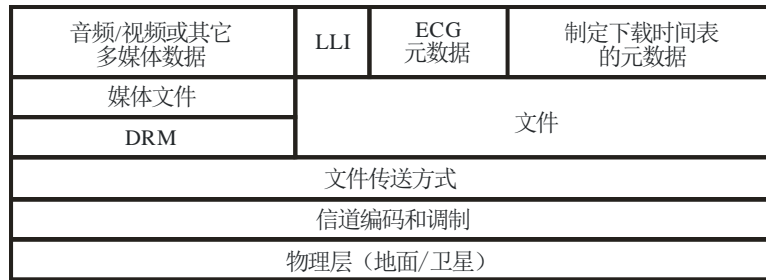 音频/视频或其它
多媒体数据
LLI
ECG
元数据
制定下载时间表
的元数据
媒体文件
文件
DRM
文件传送方式
信道编码和调制
物理层（地面/卫星）